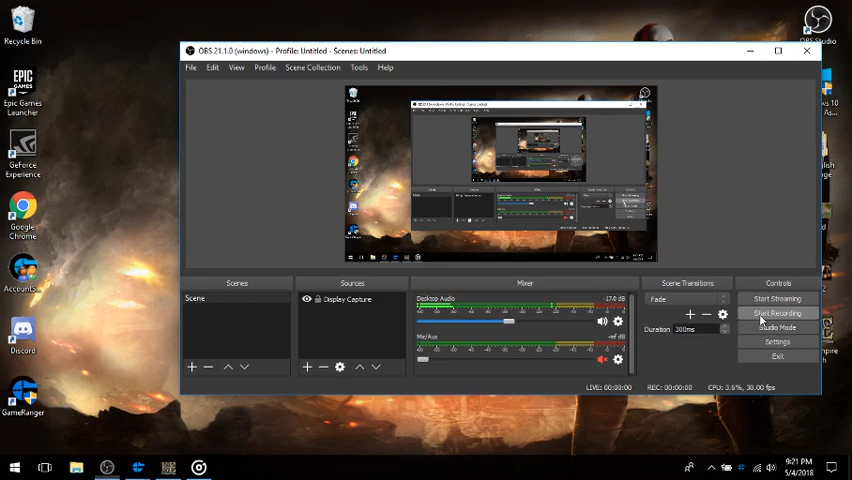 Recycle Bin
OBS Studio
Epic Games
Launcher
GeForce
Experience
Google
Chrome
AccountS...
Discord
GameRanger
OBS 21.1.0 (windows) - Profile: Untitled - Scenes: Untitled
File Edit View Profile Scene Collection Tools Help
Scenes Sources Mixer Scene Transitions Controls
Scene
Display Capture
Desktop Audio -17.0 dB
Mic/Aux -inf dB
Fade
Duration 300ms
Start Streaming
Start Recording
Studio Mode
Settings
Exit
LIVE: 00:00:00 REC: 00:00:00 CPU: 3.6%, 30.00 fps
9:21 PM
5/4/2018